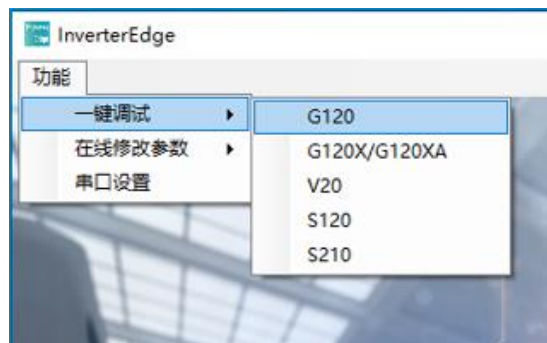 InverterEdge
功能
一键调试
在线修改参数
串口设置
G120
G120X/G120XA
V20
S120
S210